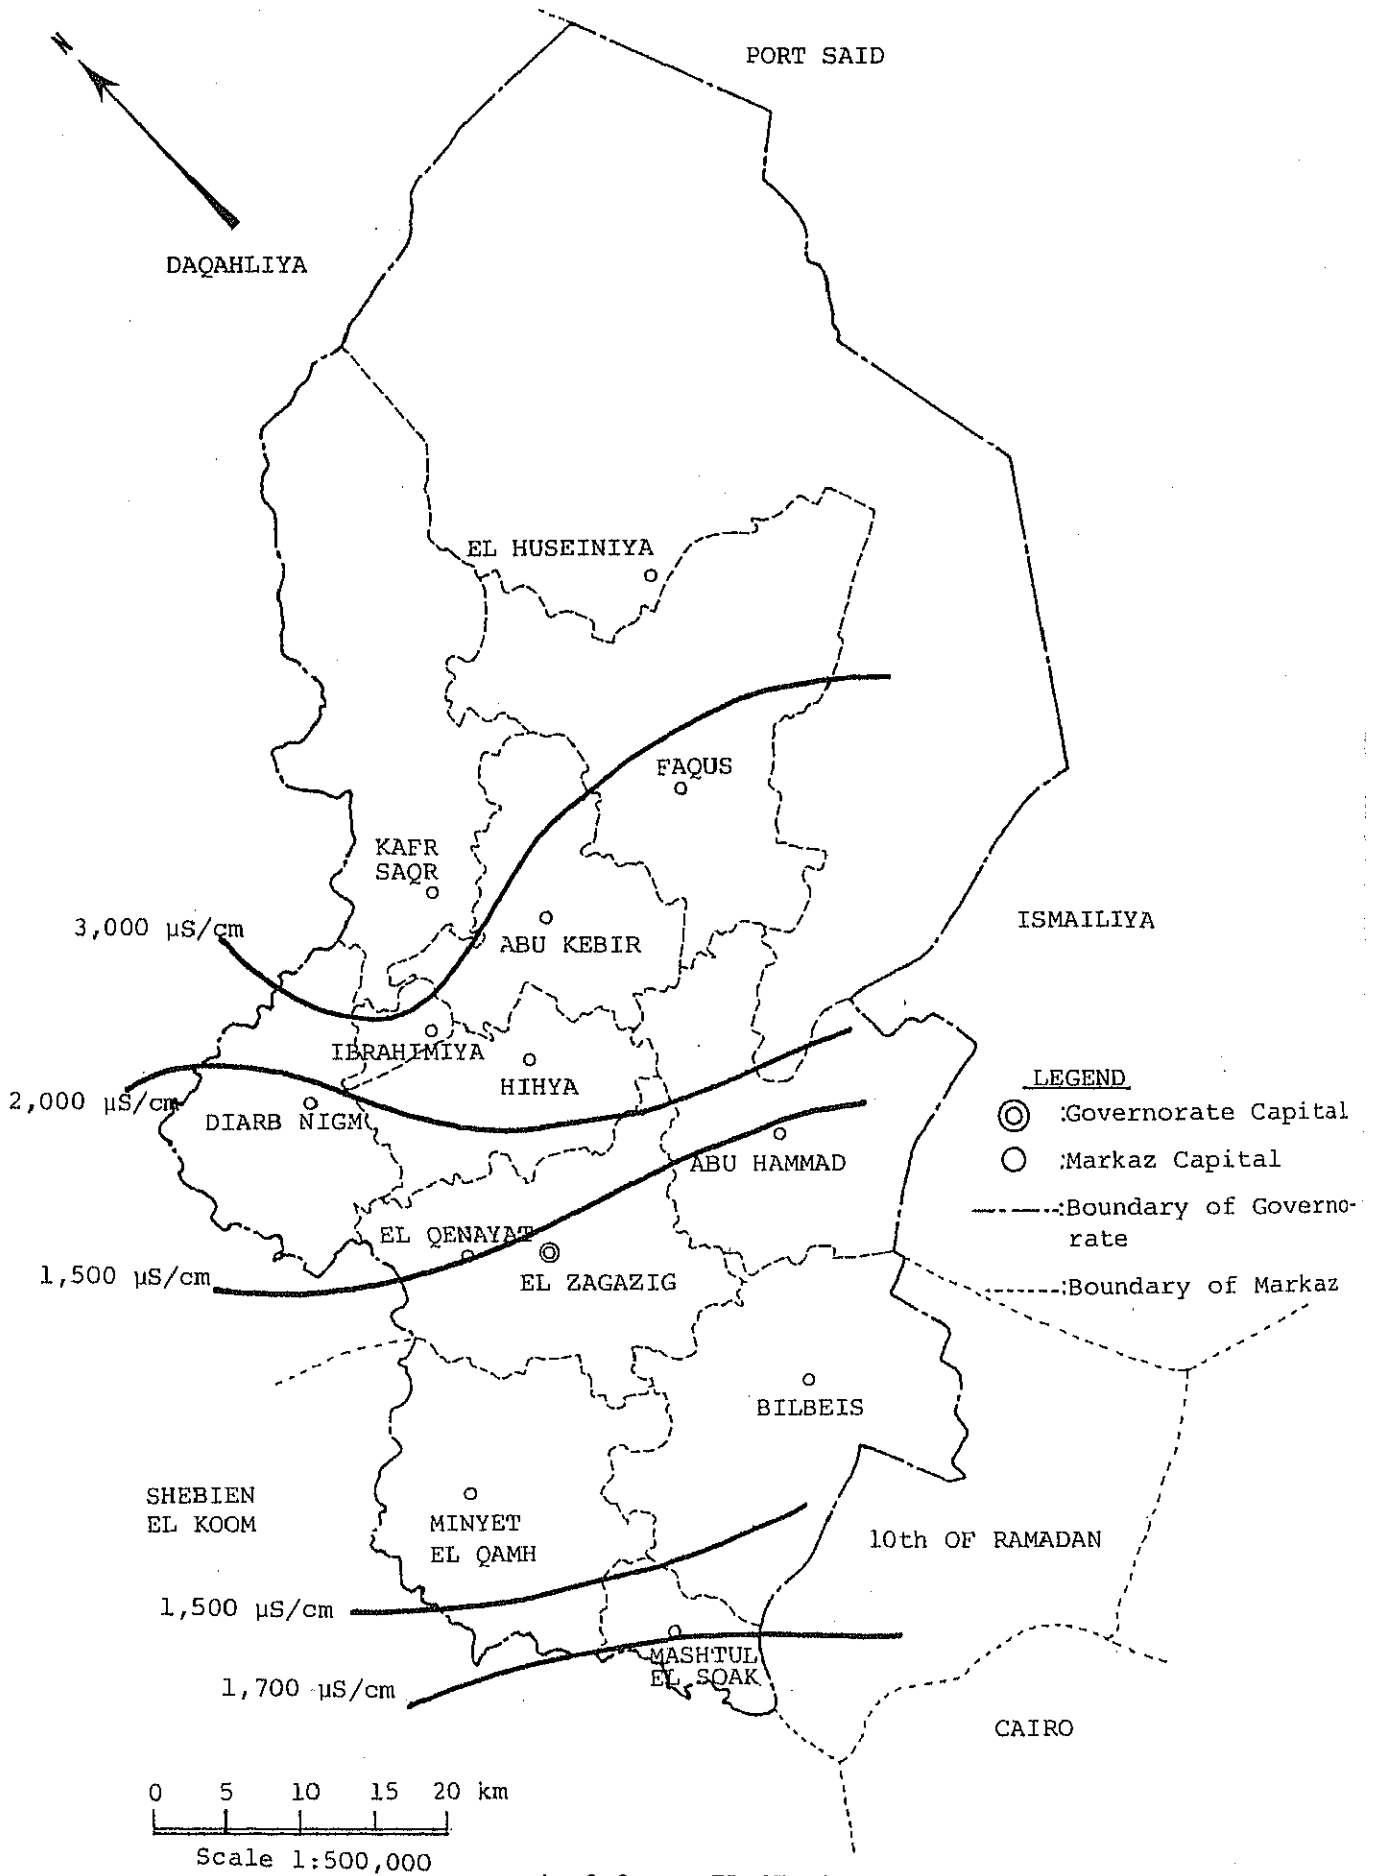 N
PORT SAID
DAQAHLIYA
EL HUSEINIYA
FAQUS
KAFR
SAQR
3,000 µS/cm
ABU KEBIR
ISMAILIYA
IBRAHIMIYA
HIHYA
2,000 µS/cm
DIARB NIGM
LEGEND
:Governorate Capital
ABU HAMMAD
:Markaz Capital
:Boundary of Governo-
rate
EL QENAYAT
EL ZAGAZIG
1,500 µS/cm
:Boundary of Markaz
BILBEIS
SHEBIEN
EL KOOM
MINYET
EL QAMH
10th OF RAMADAN
1,500 µS/cm
MASHTUL
EL SOAK
1,700 µS/cm
CAIRO
0 5 10 15 20 km
Scale 1:500,000